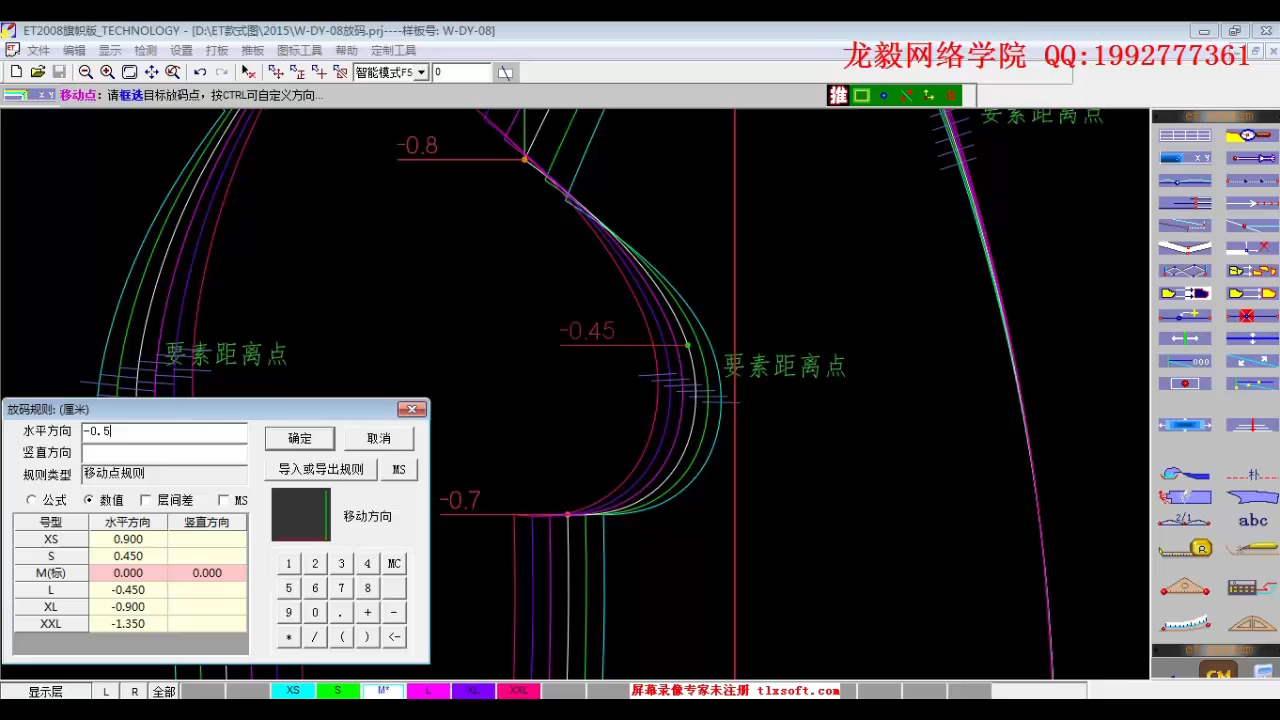 ET2008旗帜版_TECHNOLOGY - [D:\ET款式图\2015\W-DY-08放码.prj----样板号: W-DY-08]
文件 编辑 显示 检测 设置 打板 推板 图标工具 帮助 定制工具
龙毅网络学院 QQ:1992777361
智能模式F5 0
移动点: 请框选目标放码点，按CTRL可自定义方向...
推
-0.8
要素距离点
-0.45
要素距离点
要素距离点
-0.7
放码规则: (厘米)
水平方向 -0.5 确定 取消
竖直方向
导入或导出规则 MS
规则类型 移动点规则
公式 数值 层间差 MS
移动方向
号型 水平方向 竖直方向
XS 0.900
S 0.450
M(标) 0.000 0.000
L -0.450
XL -0.900
XXL -1.350
1 2 3 4 MC
5 6 7 8
9 0 . + -
* / ( ) <-
X Y
000
扑
2/1
abc
R
显示层 L R 全部 XS S M* L XL XXL 屏幕录像专家未注册 tlxsoft.com